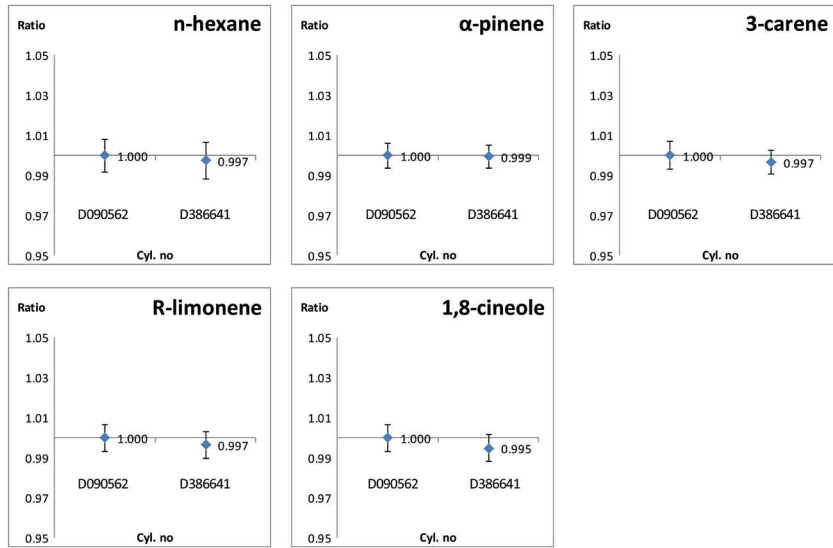 Ratio
n-hexane
1.05
1.03
1.01
0.99
0.97
0.95
1.000
0.997
D090562 D386641
Cyl. no
Ratio
α-pinene
1.05
1.03
1.01
0.99
0.97
0.95
1.000
0.999
D090562 D386641
Cyl. no
Ratio
3-carene
1.05
1.03
1.01
0.99
0.97
0.95
1.000
0.997
D090562 D386641
Cyl. no
Ratio
R-limonene
1.05
1.03
1.01
0.99
0.97
0.95
1.000
0.997
D090562 D386641
Cyl. no
Ratio
1,8-cineole
1.05
1.03
1.01
0.99
0.97
0.95
1.000
0.995
D090562 D386641
Cyl. no